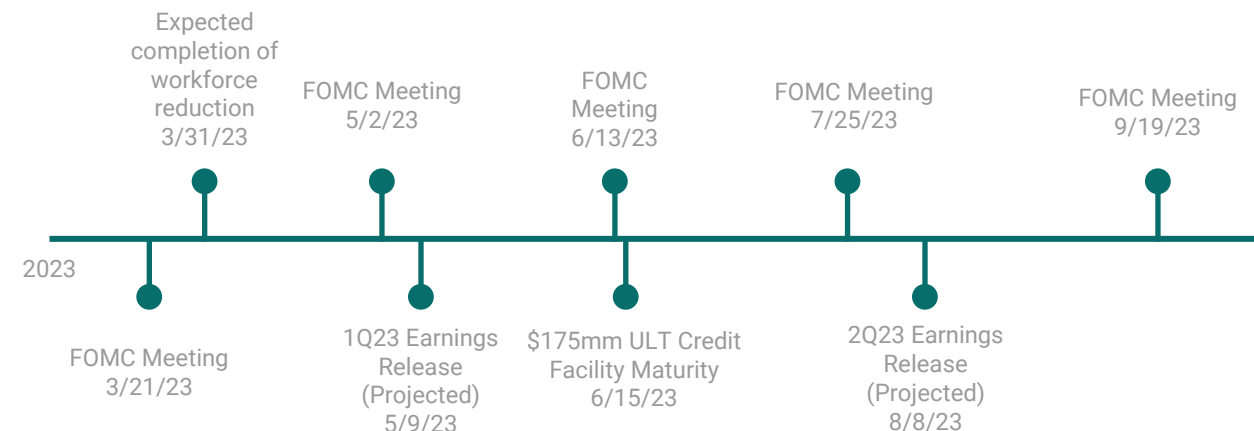 Expected
completion of
workforce
reduction
3/31/23
FOMC Meeting
5/2/23
FOMC
Meeting
6/13/23
FOMC Meeting
7/25/23
FOMC Meeting
9/19/23
2023
FOMC Meeting
3/21/23
1Q23 Earnings
Release
(Projected)
5/9/23
$175mm ULT Credit
Facility Maturity
6/15/23
2Q23 Earnings
Release
(Projected)
8/8/23